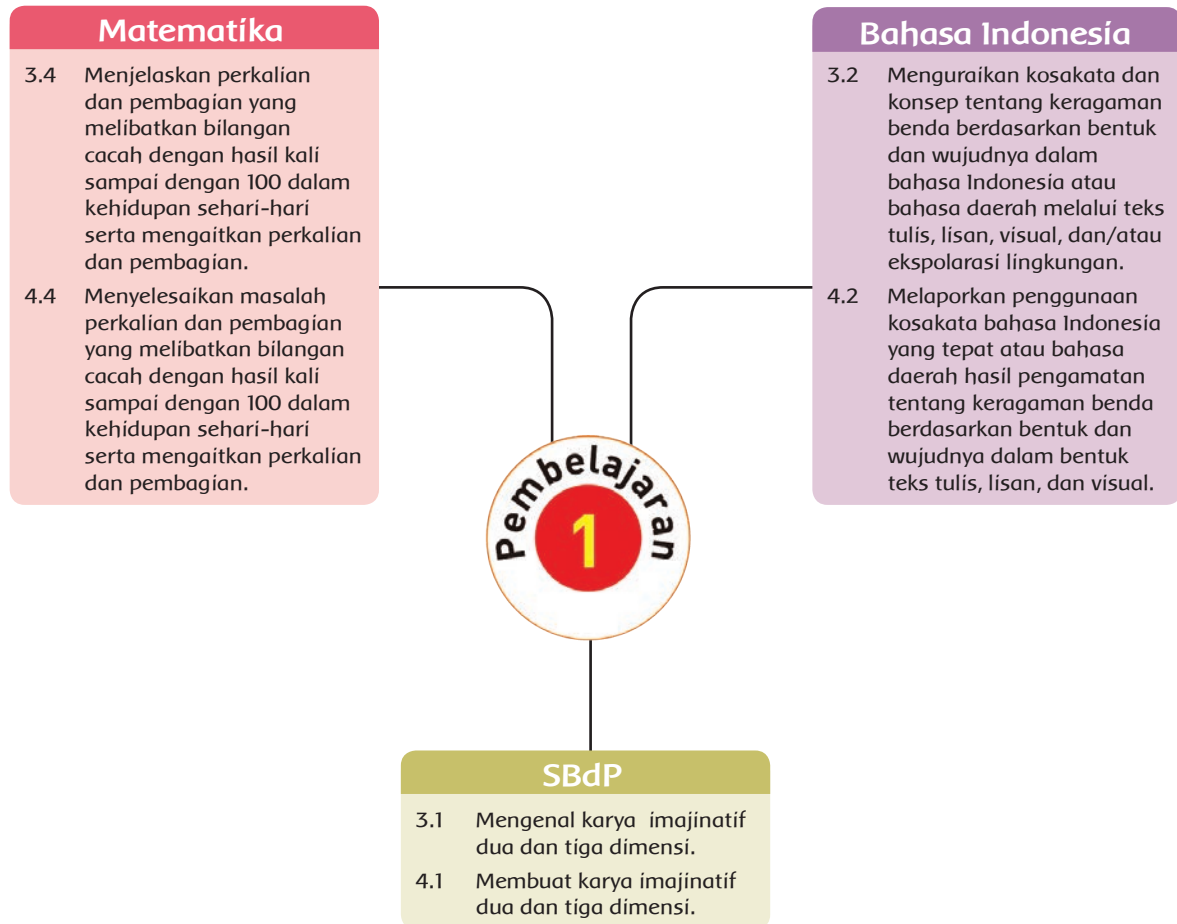 Matematika
3.4 Menjelaskan perkalian
dan pembagian yang
melibatkan bilangan
cacah dengan hasil kali
sampai dengan 100 dalam
kehidupan sehari-hari
serta mengaitkan perkalian
dan pembagian.
4.4 Menyelesaikan masalah
perkalian dan pembagian
yang melibatkan bilangan
cacah dengan hasil kali
sampai dengan 100 dalam
kehidupan sehari-hari
serta mengaitkan perkalian
dan pembagian.
Bahasa Indonesia
3.2 Menguraikan kosakata dan
konsep tentang keragaman
benda berdasarkan bentuk
dan wujudnya dalam
bahasa Indonesia atau
bahasa daerah melalui teks
tulis, lisan, visual, dan/atau
ekspolarasi lingkungan.
4.2 Melaporkan penggunaan
kosakata bahasa Indonesia
yang tepat atau bahasa
daerah hasil pengamatan
tentang keragaman benda
berdasarkan bentuk dan
wujudnya dalam bentuk
teks tulis, lisan, dan visual.
Pembelajaran
1
SBdP
3.1 Mengenal karya imajinatif
dua dan tiga dimensi.
4.1 Membuat karya imajinatif
dua dan tiga dimensi.